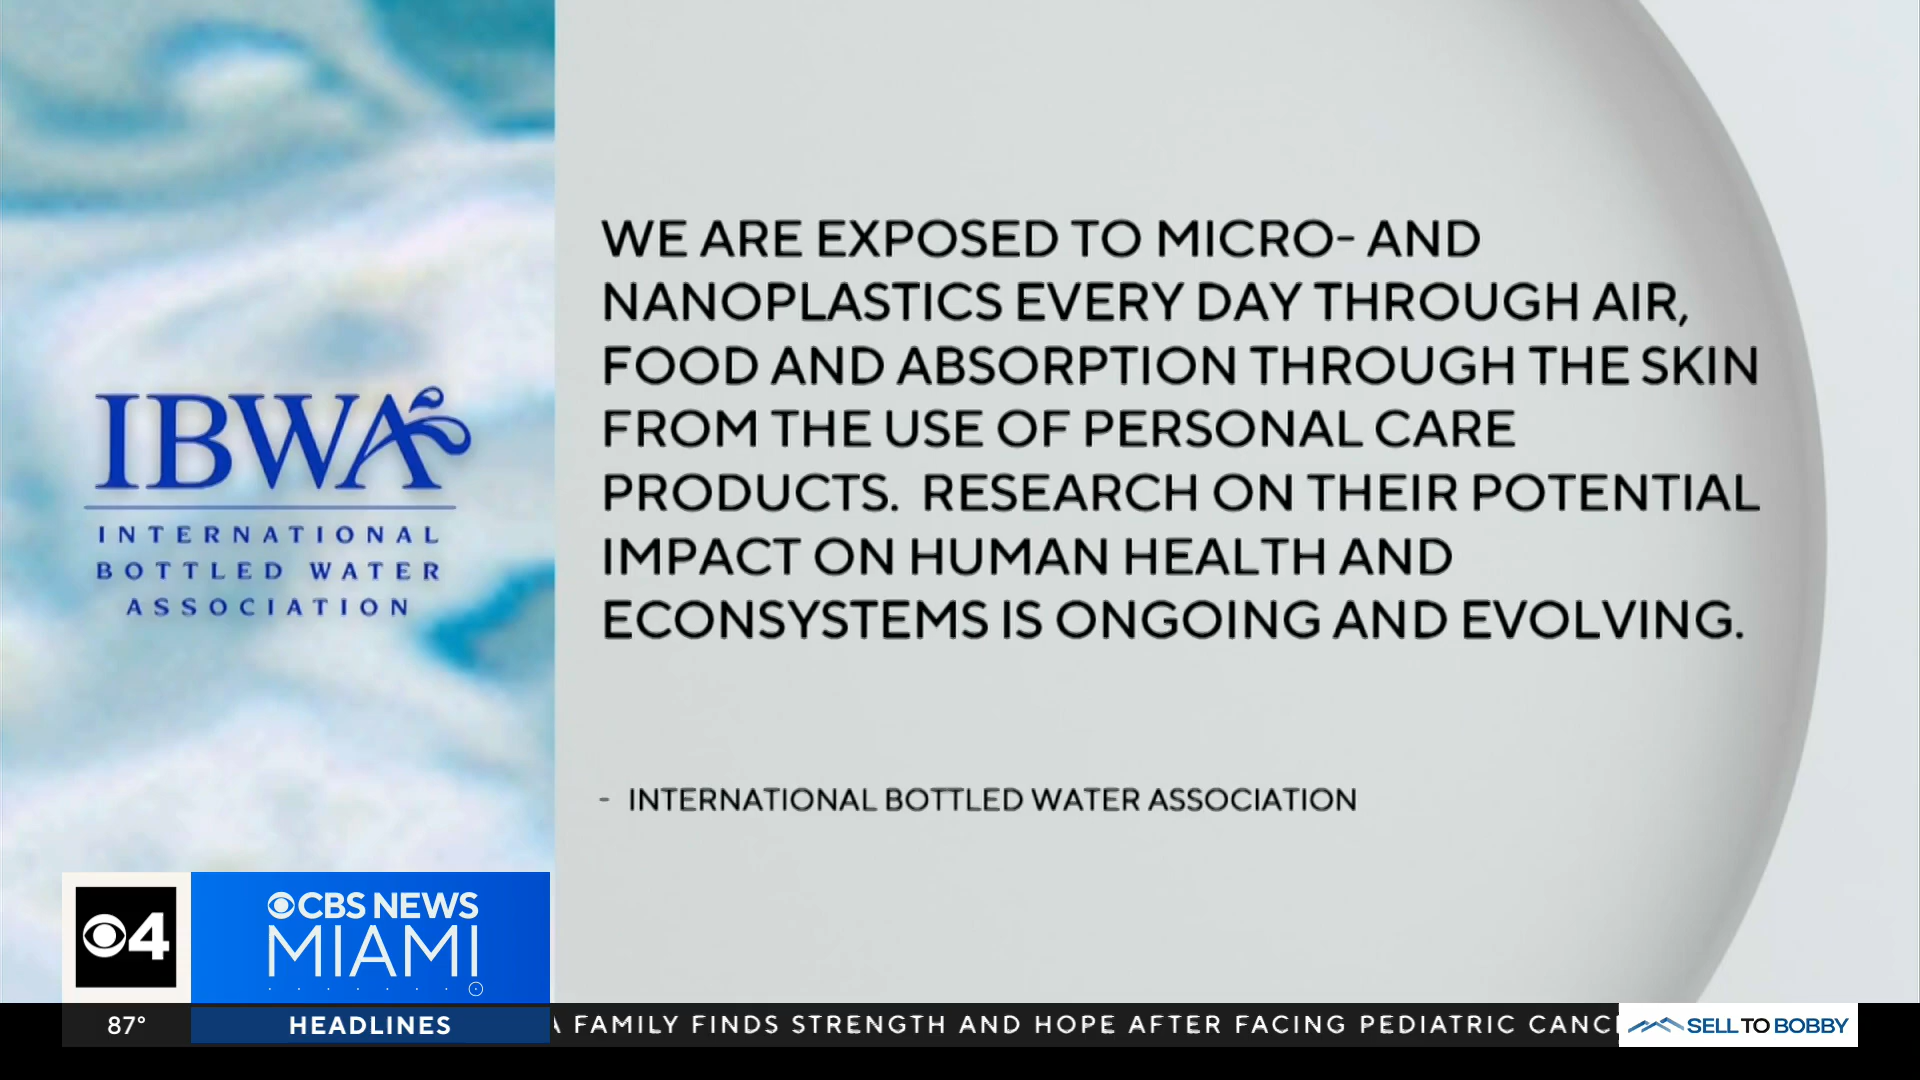 IBWA
INTERNATIONAL
BOTTLED WATER
ASSOCIATION
WE ARE EXPOSED TO MICRO- AND
NANOPLASTICS EVERY DAY THROUGH AIR,
FOOD AND ABSORPTION THROUGH THE SKIN
FROM THE USE OF PERSONAL CARE
PRODUCTS. RESEARCH ON THEIR POTENTIAL
IMPACT ON HUMAN HEALTH AND
ECONSYSTEMS IS ONGOING AND EVOLVING.
- INTERNATIONAL BOTTLED WATER ASSOCIATION
4
CBS NEWS
MIAMI
87°
HEADLINES
A FAMILY FINDS STRENGTH AND HOPE AFTER FACING PEDIATRIC CANC
SELL TO BOBBY